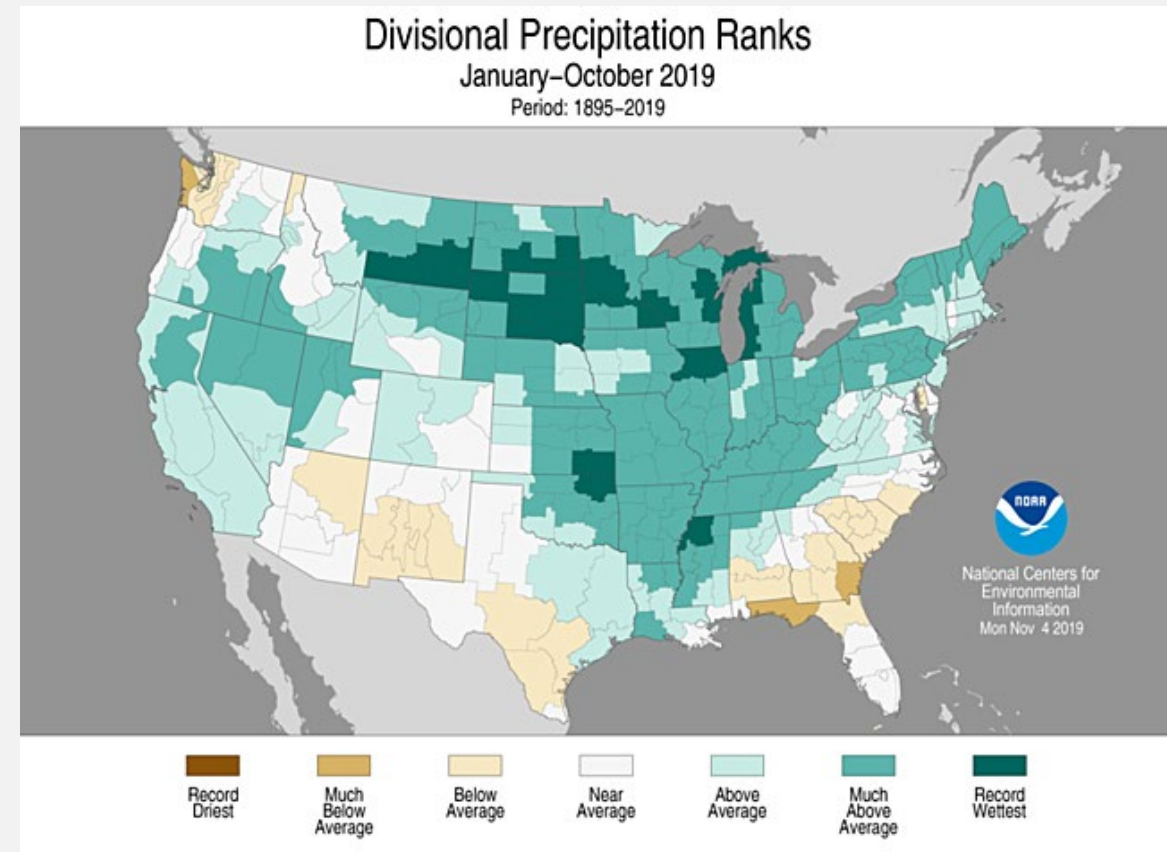 Divisional Precipitation Ranks
January–October 2019
Period: 1895–2019
NOAA
National Centers for
Environmental
Information
Mon Nov 4 2019
Record
Driest
Much
Below
Average
Below
Average
Near
Average
Above
Average
Much
Above
Average
Record
Wettest